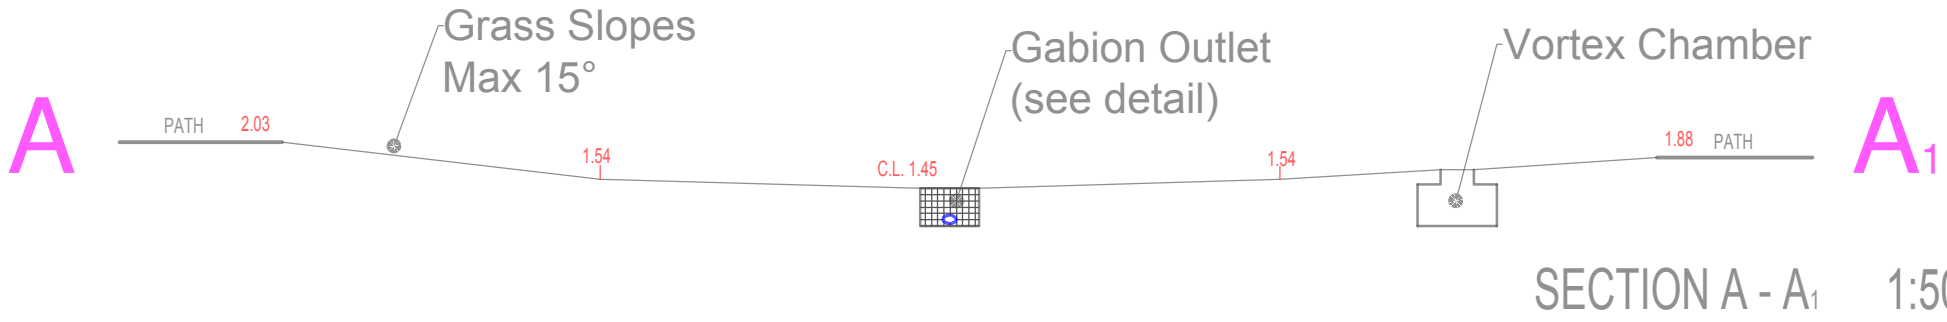 Grass Slopes
Max 15°
Gabion Outlet
(see detail)
Vortex Chamber
A
PATH 2.03
1.54
C.L. 1.45
1.54
1.88 PATH
A1
SECTION A - A1